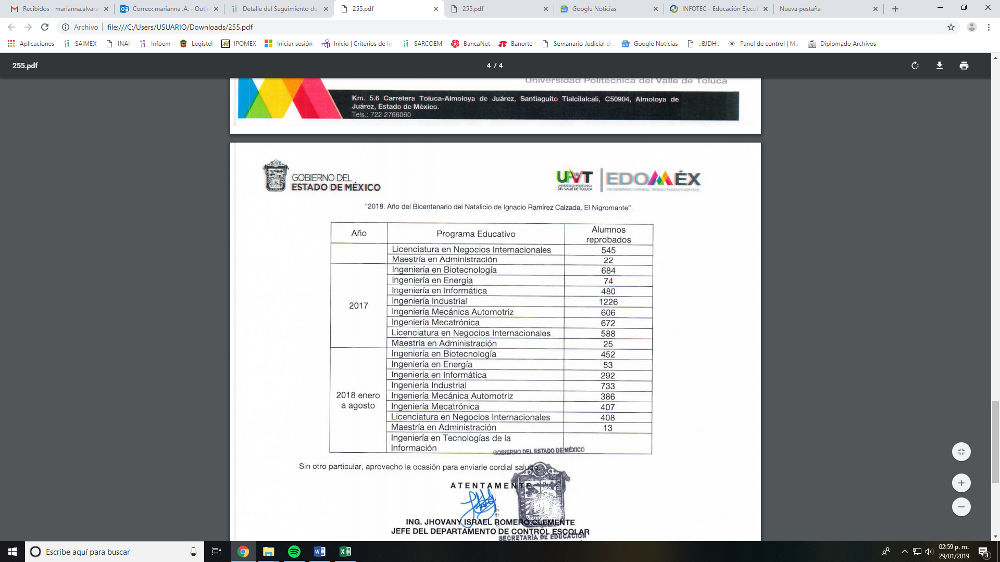 Recibidos - marianna.alvara
Correo: marianna .A. - Outlo
Detalle del Seguimiento de
255.pdf
255.pdf
Google Noticias
INFOTEC - Educación Ejecut
Nueva pestaña
Archivo
file:///C:/Users/USUARIO/Downloads/255.pdf
Aplicaciones
SAIMEX
INAI
Infoem
Legistel
IPOMEX
Iniciar sesión
Inicio | Criterios de In
SARCOEM
BancaNet
Banorte
Semanario Judicial de
Google Noticias
.:BJDH:.
Panel de control | Mé
Diplomado Archivos
255.pdf
4 / 4
Universidad Politécnica del Valle de Toluca
Km. 5.6 Carretera Toluca-Almoloya de Juárez, Santiaguito Tlalcilalcali, C50904, Almoloya de
Juárez, Estado de México.
Tels.: 722 2766060
GOBIERNO DEL
ESTADO DE MÉXICO
UPVT
UNIVERSIDAD POLITÉCNICA
DEL VALLE DE TOLUCA
EDOMÉX
"2018. Año del Bicentenario del Natalicio de Ignacio Ramírez Calzada, El Nigromante".
Año
Programa Educativo
Alumnos
reprobados
Licenciatura en Negocios Internacionales
545
Maestría en Administración
22
2017
Ingeniería en Biotecnología
684
Ingeniería en Energía
74
Ingeniería en Informática
480
Ingeniería Industrial
1226
Ingeniería Mecánica Automotriz
606
Ingeniería Mecatrónica
672
Licenciatura en Negocios Internacionales
588
Maestría en Administración
25
2018 enero
a agosto
Ingeniería en Biotecnología
452
Ingeniería en Energía
53
Ingeniería en Informática
292
Ingeniería Industrial
733
Ingeniería Mecánica Automotriz
386
Ingeniería Mecatrónica
407
Licenciatura en Negocios Internacionales
408
Maestría en Administración
13
Ingeniería en Tecnologías de la
Información
GOBIERNO DEL ESTADO DE MÉXICO
Sin otro particular, aprovecho la ocasión para enviarle cordial saludo.
A T E N T A M E N T E
ING. JHOVANY ISRAEL ROMERO CLEMENTE
JEFE DEL DEPARTAMENTO DE CONTROL ESCOLAR
SECRETARÍA DE EDUCACIÓN
Escribe aquí para buscar
02:59 p. m.
29/01/2019
3